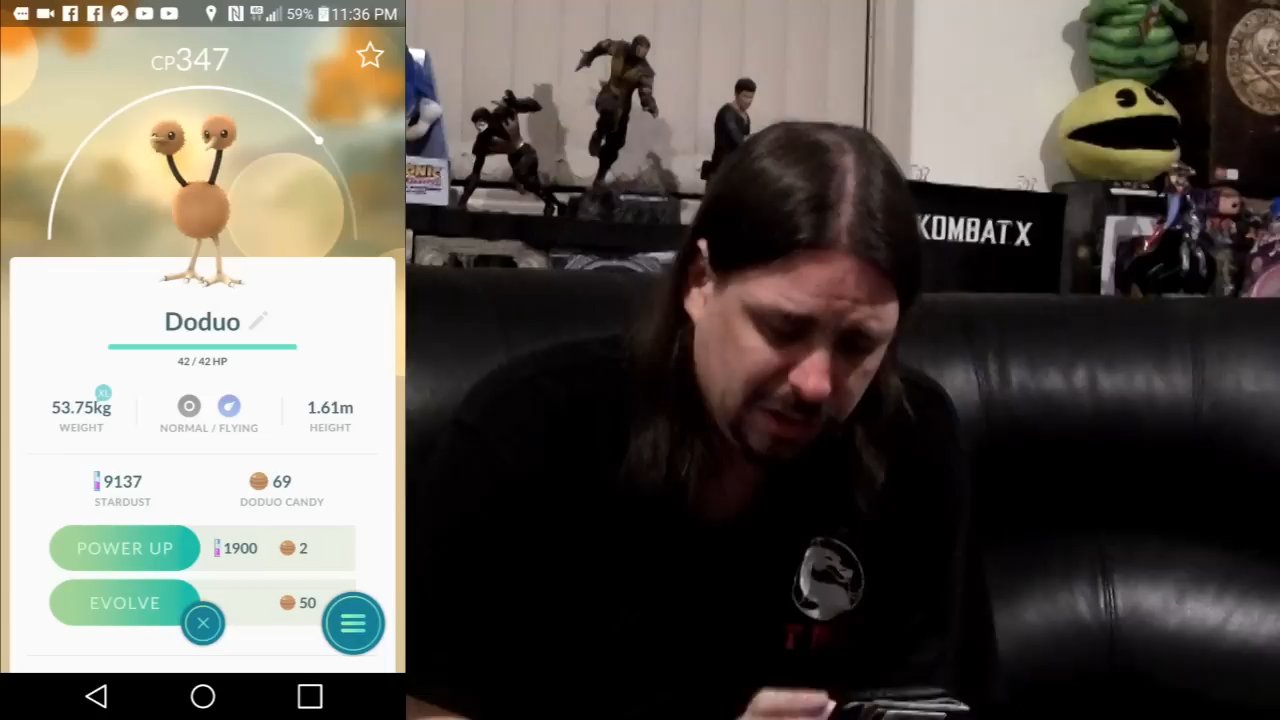 59% 11:36 PM
CP347
Doduo
42 / 42 HP
XL
53.75kg
WEIGHT
NORMAL / FLYING
1.61m
HEIGHT
9137
STARDUST
69
DODUO CANDY
POWER UP 1900 2
EVOLVE 50
SONIC
KOMBAT X